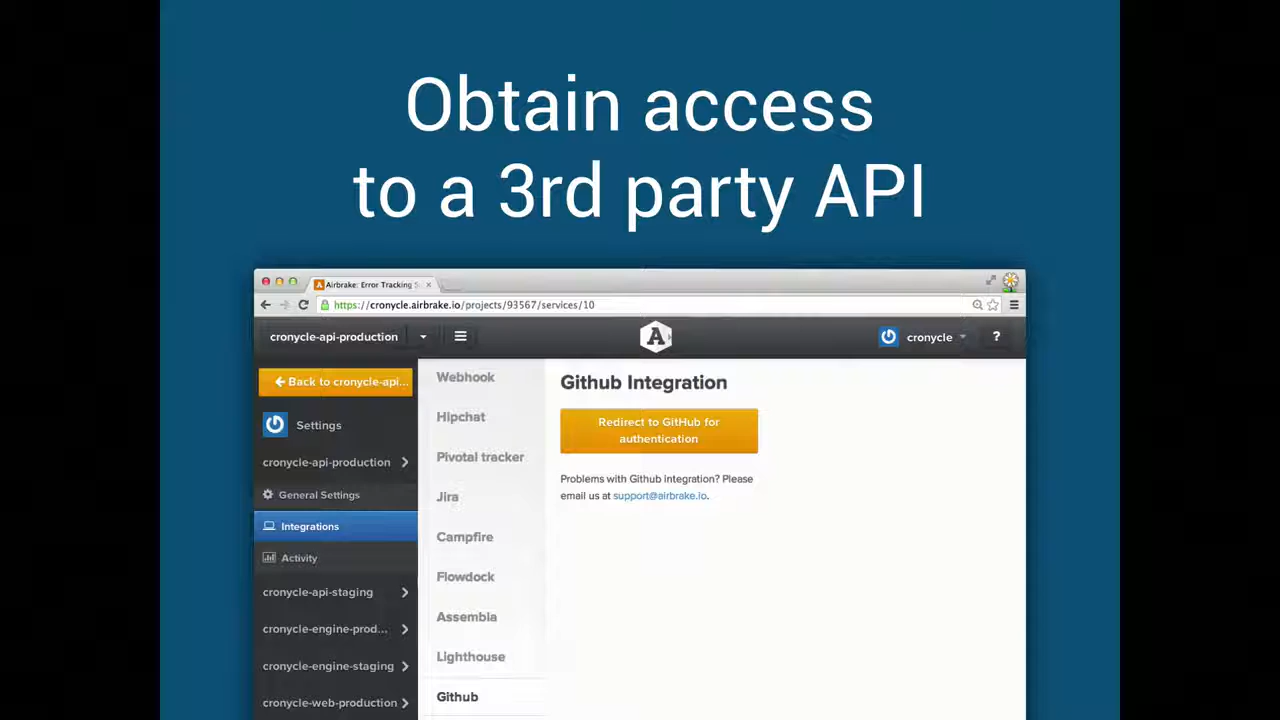 Obtain access
to a 3rd party API
Airbrake: Error Tracking S
https://cronycle.airbrake.io/projects/93567/services/10
cronycle-api-production
A
cronycle
?
Back to cronycle-api...
Settings
cronycle-api-production
General Settings
Integrations
Activity
cronycle-api-staging
cronycle-engine-prod...
cronycle-engine-staging
cronycle-web-production
Webhook
Hipchat
Pivotal tracker
Jira
Campfire
Flowdock
Assembla
Lighthouse
Github
Github Integration
Redirect to GitHub for
authentication
Problems with Github integration? Please
email us at support@airbrake.io.